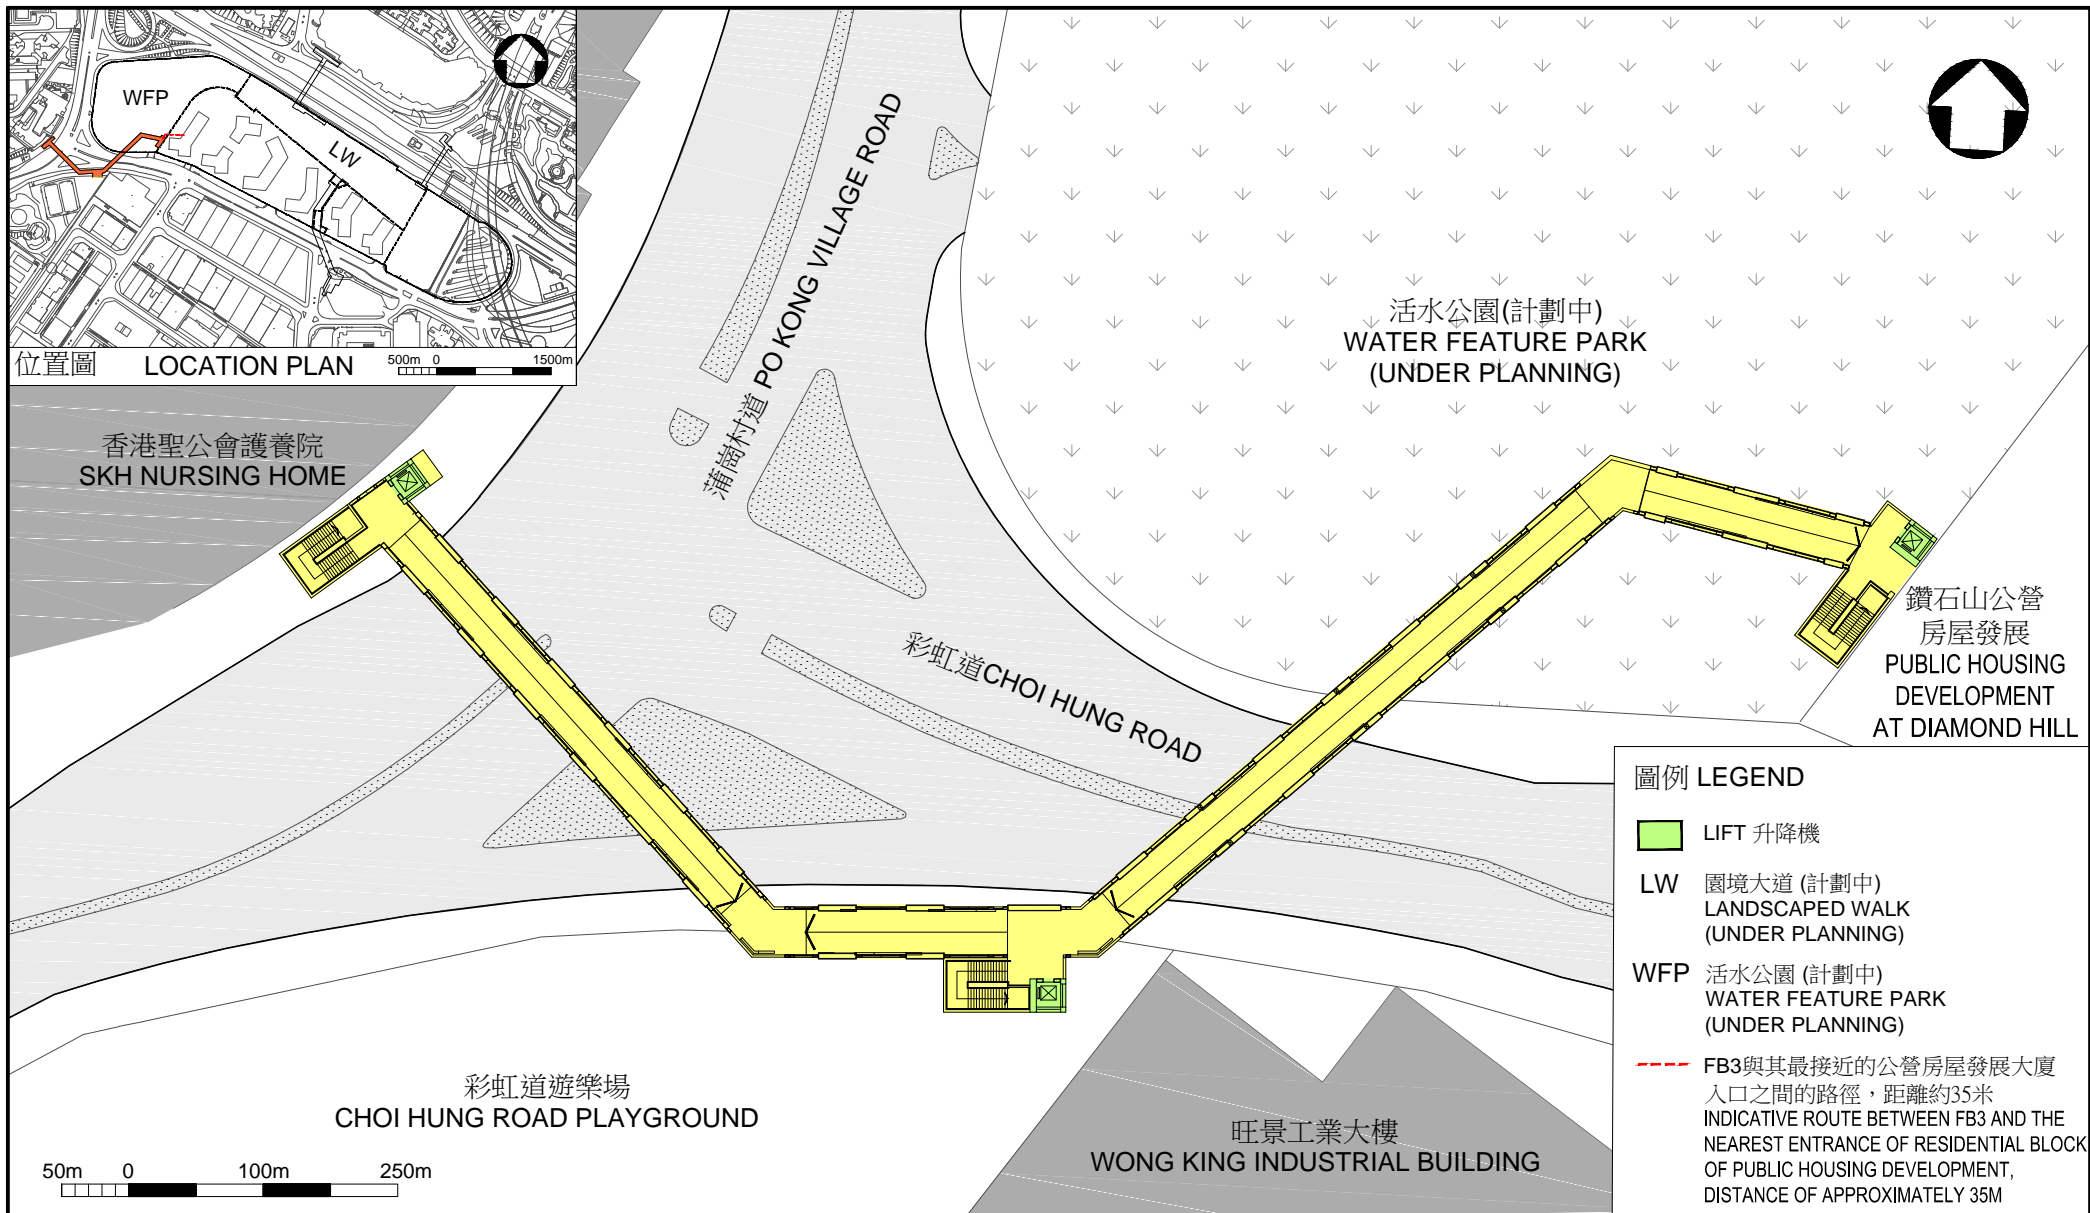 WFP
LW
位置圖 LOCATION PLAN
500m 0 1500m
蒲崗村道 PO KONG VILLAGE ROAD
活水公園(計劃中)
WATER FEATURE PARK
(UNDER PLANNING)
香港聖公會護養院
SKH NURSING HOME
彩虹道CHOI HUNG ROAD
鑽石山公營
房屋發展
PUBLIC HOUSING
DEVELOPMENT
AT DIAMOND HILL
彩虹道遊樂場
CHOI HUNG ROAD PLAYGROUND
旺景工業大樓
WONG KING INDUSTRIAL BUILDING
50m 0 100m 250m
圖例 LEGEND
LIFT 升降機
LW 園境大道 (計劃中)
LANDSCAPED WALK
(UNDER PLANNING)
WFP 活水公園 (計劃中)
WATER FEATURE PARK
(UNDER PLANNING)
FB3與其最接近的公營房屋發展大廈
入口之間的路徑，距離約35米
INDICATIVE ROUTE BETWEEN FB3 AND THE
NEAREST ENTRANCE OF RESIDENTIAL BLOCK
OF PUBLIC HOUSING DEVELOPMENT,
DISTANCE OF APPROXIMATELY 35M